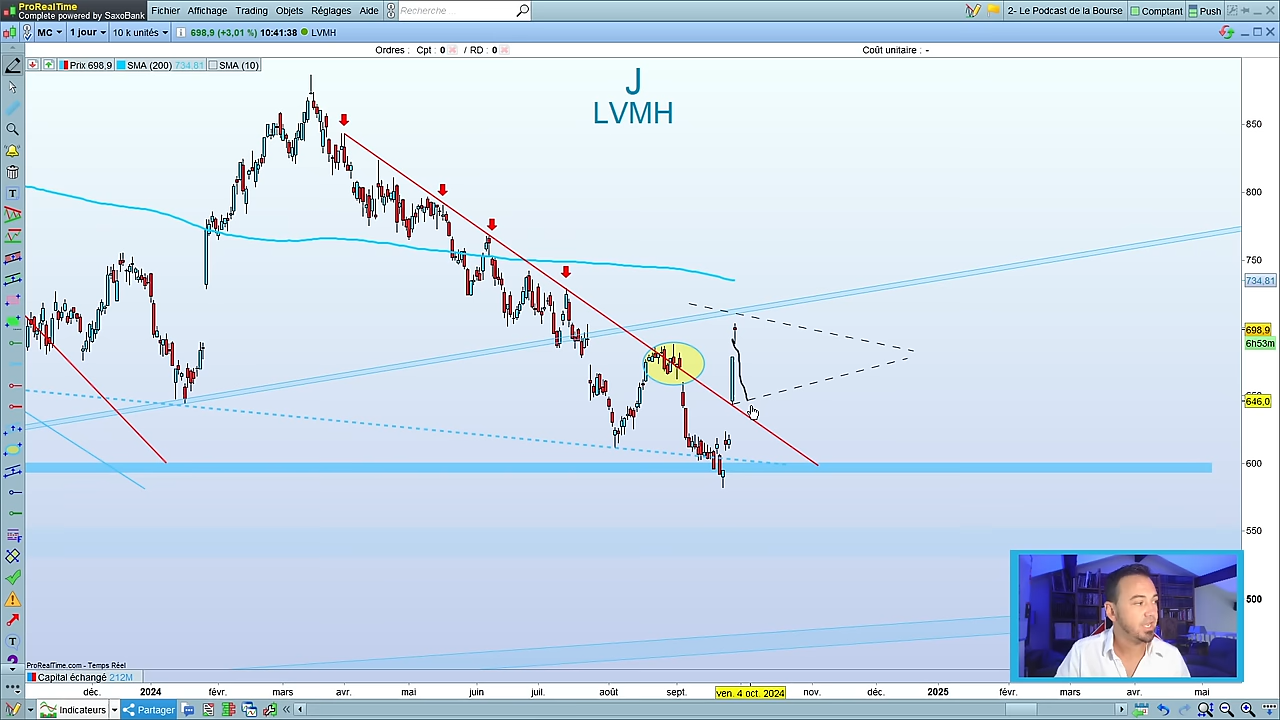 ProRealTime
Complete powered by SaxoBank
Fichier Affichage Trading Objets Réglages Aide
Recherche
2- Le Podcast de la Bourse Comptant Push
MC 1 jour 10 k unités 698,9 (+3,01 %) 10:41:38 LVMH
Ordres : Cpt : 0 / RD : 0 Coût unitaire : -
Prix 698,9 SMA (200) 734,81 SMA (10)
J
LVMH
850
800
750
734,81
698,9
6h53m
646,0
600
550
500
ProRealTime.com - Temps Réel
Capital échangé 212M
déc. 2024 févr. mars avr. mai juin juil. août sept. ven. 4 oct. 2024 nov. déc. 2025 févr. mars avr. mai
Indicateurs Partager